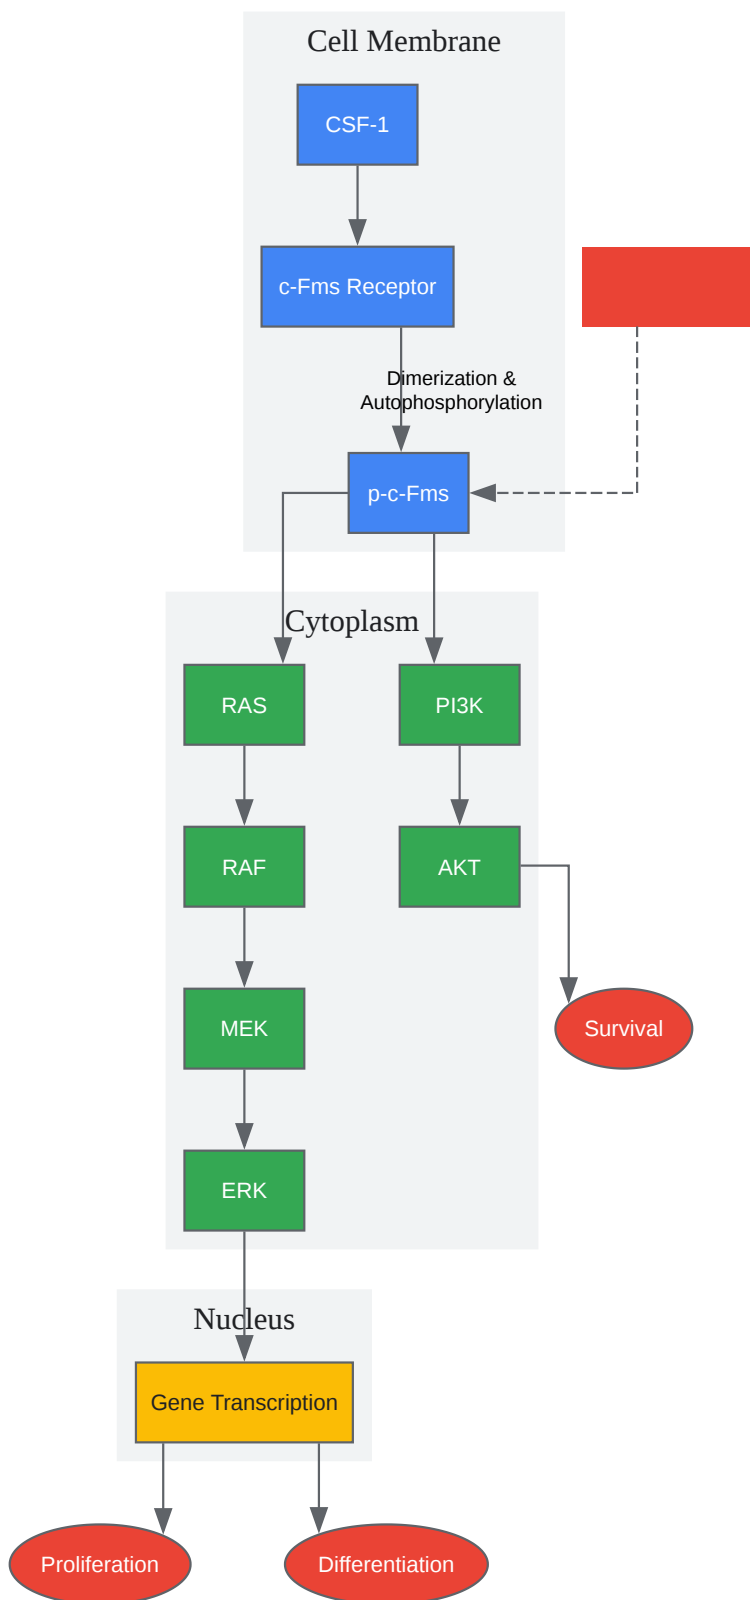 Cell Membrane
CSF-1
c-Fms Receptor
Dimerization &
Autophosphorylation
p-c-Fms
Cytoplasm
RAS
PI3K
RAF
AKT
MEK
Survival
ERK
Nucleus
Gene Transcription
Proliferation
Differentiation